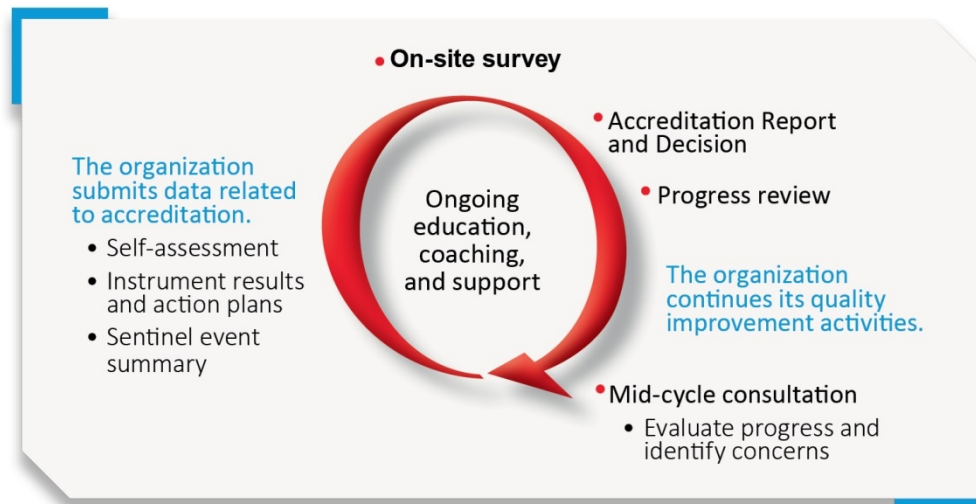 • On-site survey
• Accreditation Report
and Decision
• Progress review
The organization
continues its quality
improvement activities.
• Mid-cycle consultation
• Evaluate progress and
identify concerns
The organization
submits data related
to accreditation.
• Self-assessment
• Instrument results
and action plans
• Sentinel event
summary
Ongoing
education,
coaching,
and support